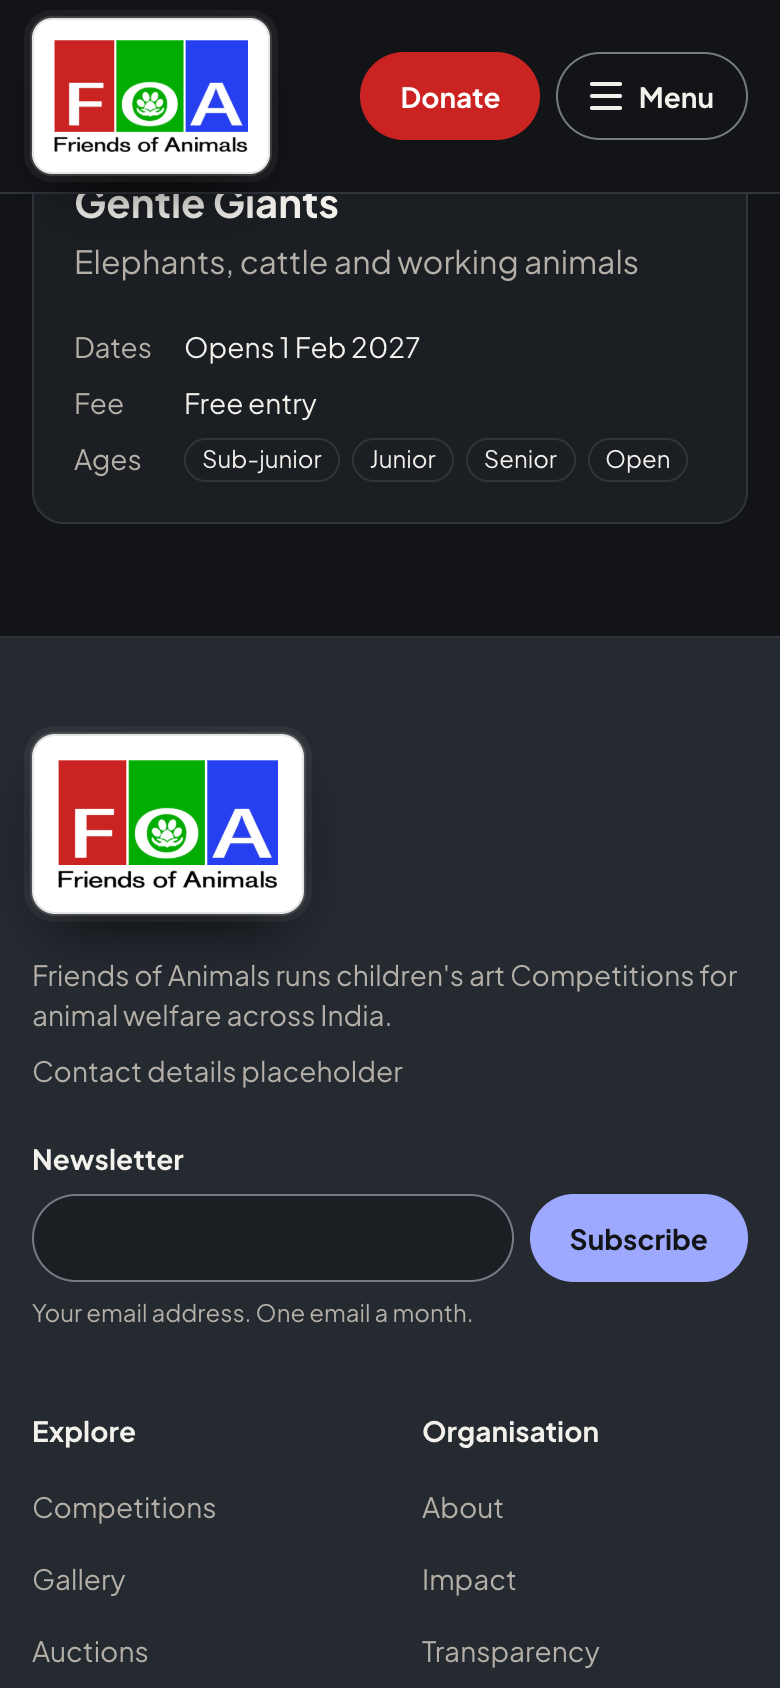 FOA
Friends of Animals
Donate
Menu
Gentle Giants
Elephants, cattle and working animals
Dates Opens 1 Feb 2027
Fee Free entry
Ages Sub-junior Junior Senior Open
FOA
Friends of Animals
Friends of Animals runs children's art Competitions for
animal welfare across India.
Contact details placeholder
Newsletter
Subscribe
Your email address. One email a month.
Explore Organisation
Competitions About
Gallery Impact
Auctions Transparency